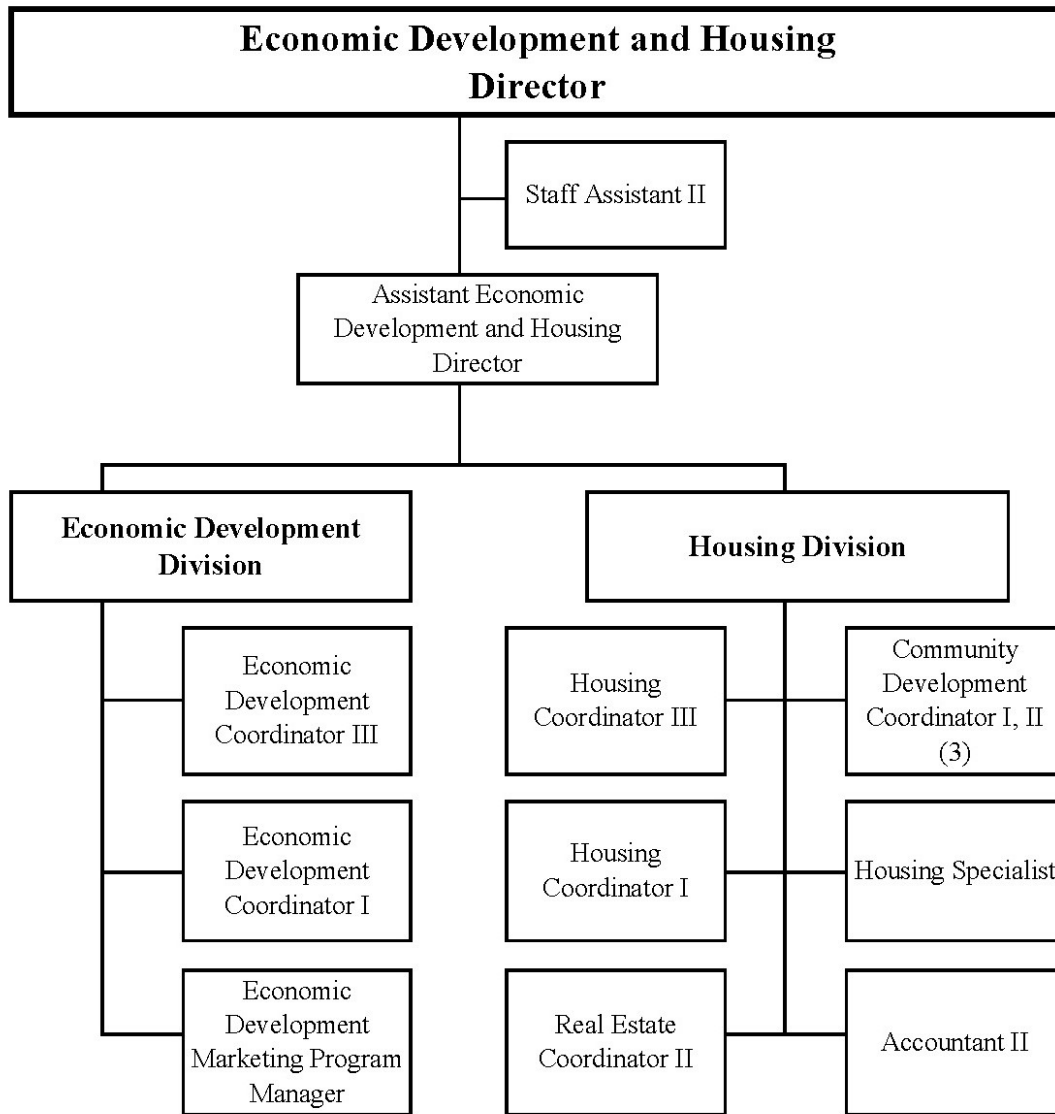 Economic Development and Housing
Director
Staff Assistant II
Assistant Economic
Development and Housing
Director
Economic Development
Division
Housing Division
Economic
Development
Coordinator III
Housing
Coordinator III
Community
Development
Coordinator I, II
(3)
Economic
Development
Coordinator I
Housing
Coordinator I
Housing Specialist
Economic
Development
Marketing Program
Manager
Real Estate
Coordinator II
Accountant II